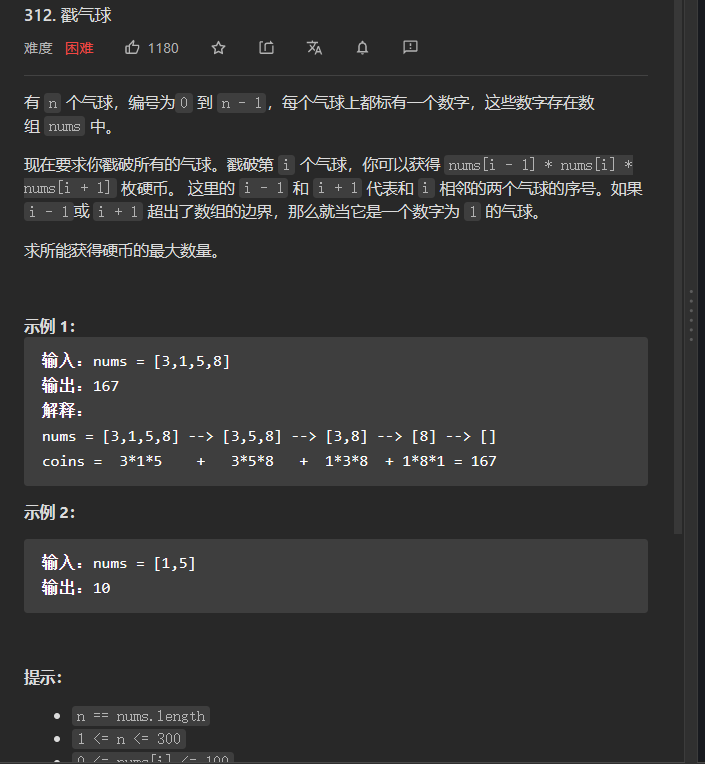 312. 戳气球
难度 困难 1180
有 n 个气球，编号为0 到 n - 1，每个气球上都标有一个数字，这些数字存在数
组 nums 中。
现在要求你戳破所有的气球。戳破第 i 个气球，你可以获得 nums[i - 1] * nums[i] *
nums[i + 1] 枚硬币。 这里的 i - 1 和 i + 1 代表和 i 相邻的两个气球的序号。如果
i - 1或 i + 1 超出了数组的边界，那么就当它是一个数字为 1 的气球。
求所能获得硬币的最大数量。
示例 1：
输入：nums = [3,1,5,8]
输出：167
解释：
nums = [3,1,5,8] --> [3,5,8] --> [3,8] --> [8] --> []
coins =  3*1*5    +   3*5*8   +  1*3*8  + 1*8*1 = 167
示例 2：
输入：nums = [1,5]
输出：10
提示：
n == nums.length
1 <= n <= 300
0 <= nums[i] <= 100